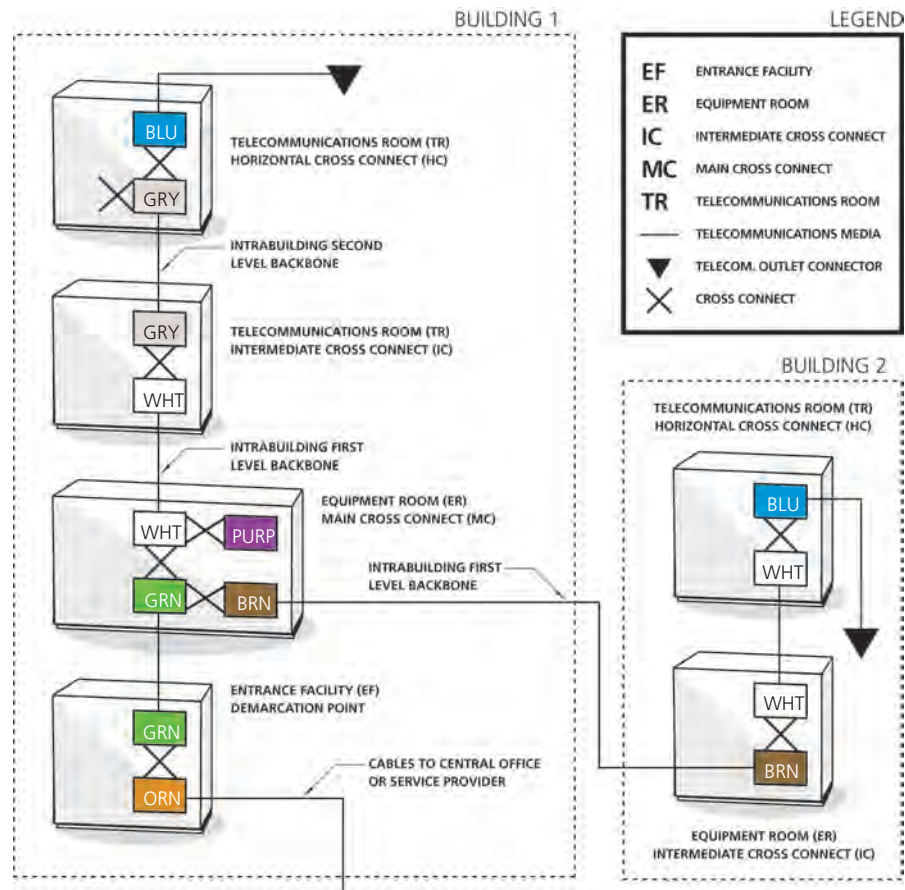 BUILDING 1
BLU
GRY
TELECOMMUNICATIONS ROOM (TR)
HORIZONTAL CROSS CONNECT (HC)
INTRABUILDING SECOND
LEVEL BACKBONE
GRY
WHT
TELECOMMUNICATIONS ROOM (TR)
INTERMEDIATE CROSS CONNECT (IC)
INTRABUILDING FIRST
LEVEL BACKBONE
EQUIPMENT ROOM (ER)
MAIN CROSS CONNECT (MC)
WHT
PURP
GRN
BRN
INTRABUILDING FIRST
LEVEL BACKBONE
ENTRANCE FACILITY (EF)
DEMARCATION POINT
GRN
ORN
CABLES TO CENTRAL OFFICE
OR SERVICE PROVIDER
LEGEND
EF ENTRANCE FACILITY
ER EQUIPMENT ROOM
IC INTERMEDIATE CROSS CONNECT
MC MAIN CROSS CONNECT
TR TELECOMMUNICATIONS ROOM
TELECOMMUNICATIONS MEDIA
TELECOM. OUTLET CONNECTOR
CROSS CONNECT
BUILDING 2
TELECOMMUNICATIONS ROOM (TR)
HORIZONTAL CROSS CONNECT (HC)
BLU
WHT
WHT
BRN
EQUIPMENT ROOM (ER)
INTERMEDIATE CROSS CONNECT (IC)